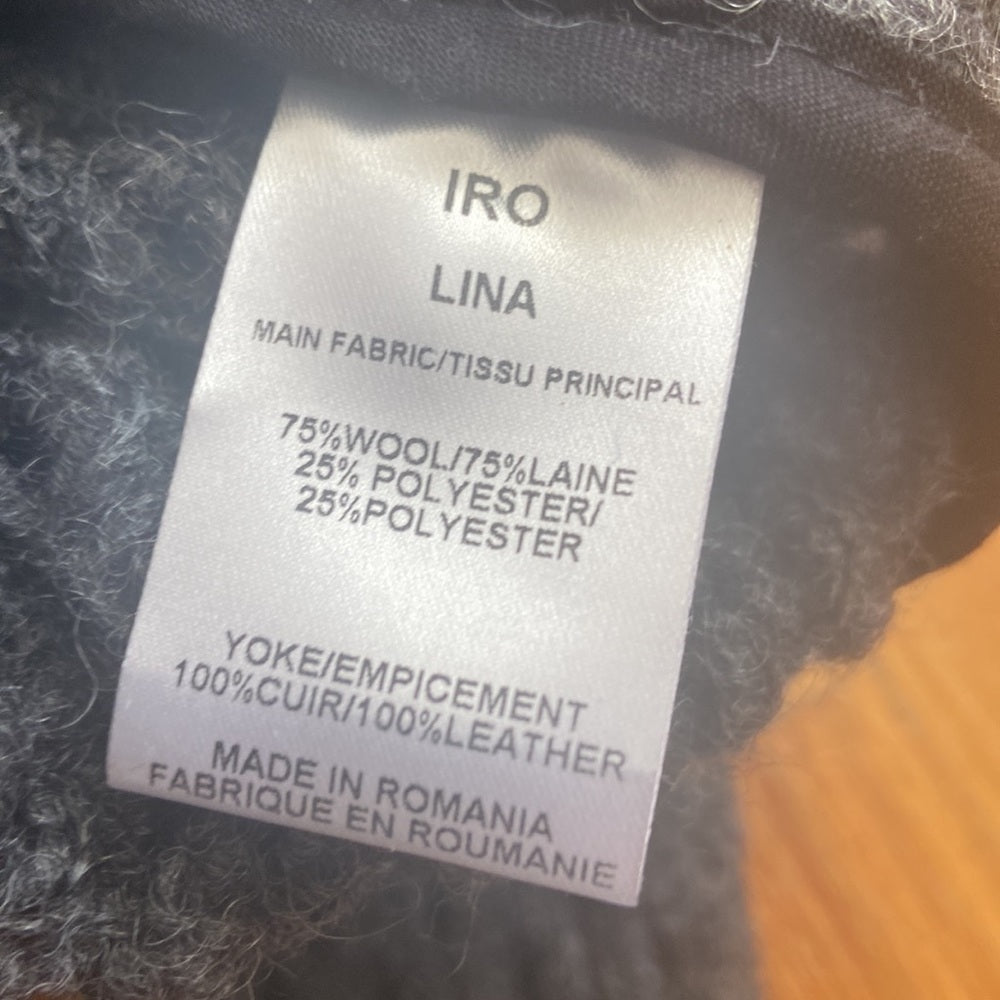 IRO
LINA
MAIN FABRIC/TISSU PRINCIPAL
75%WOOL/75%LAINE
25% POLYESTER/
25%POLYESTER
YOKE/EMPICEMENT
100%CUIR/100%LEATHER
MADE IN ROMANIA
FABRIQUE EN ROUMANIE